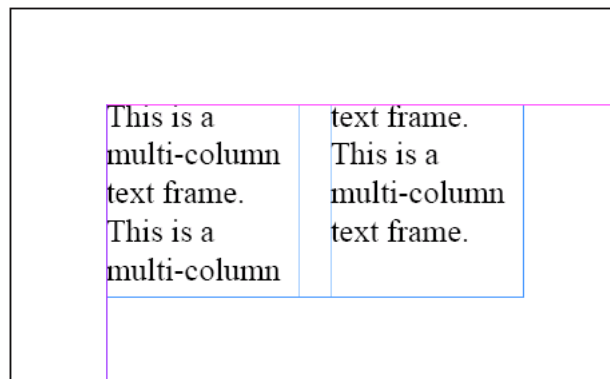 This is a
multi-column
text frame.
This is a
multi-column
text frame.
This is a
multi-column
text frame.